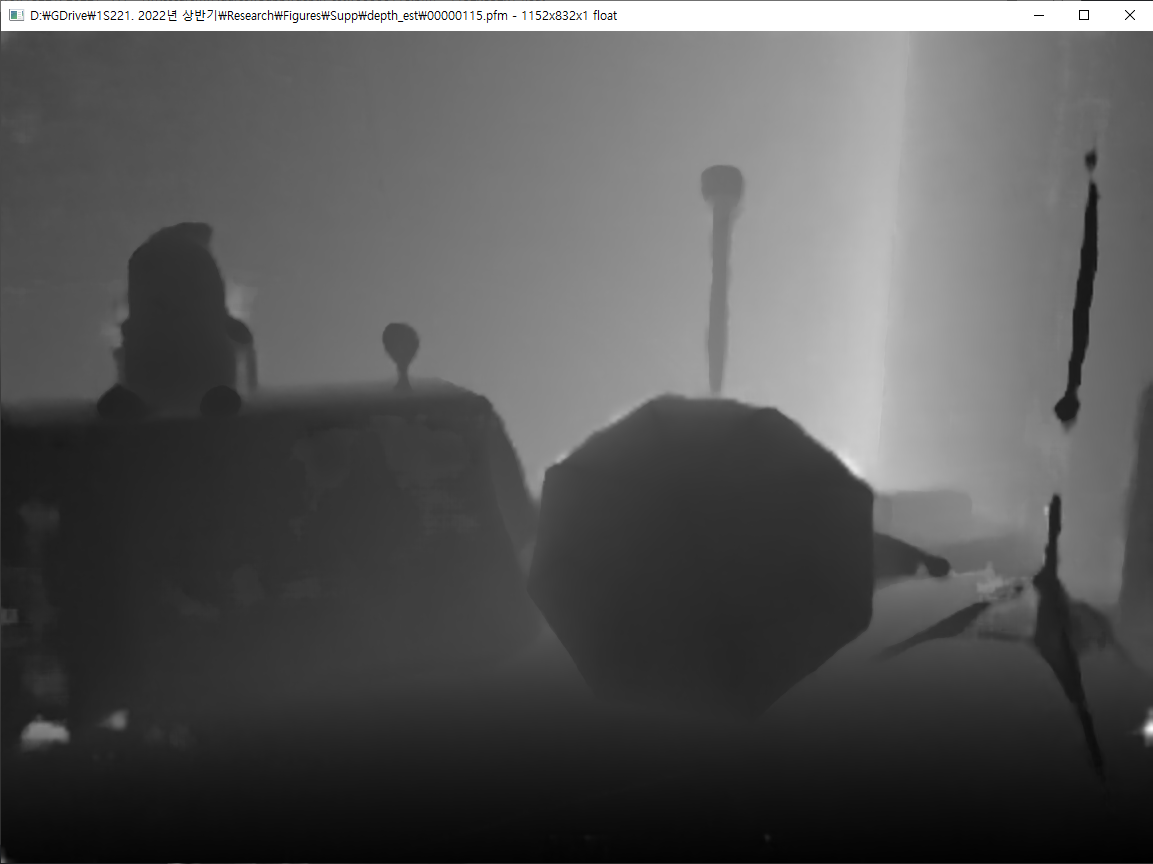 D:₩GDrive₩1S221. 2022년 상반기₩Research₩Figures₩Supp₩depth_est₩00000115.pfm - 1152x832x1 float